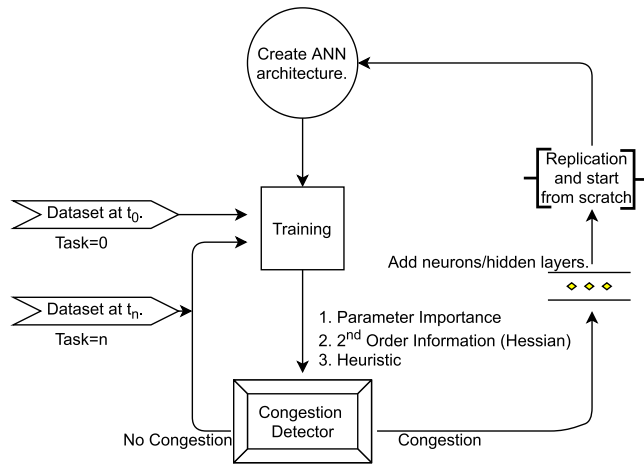 Create ANN
architecture.
Replication
and start
from scratch
Dataset at t0.
Task=0
Training
Add neurons/hidden layers.
Dataset at tn.
Task=n
1. Parameter Importance
2. 2nd Order Information (Hessian)
3. Heuristic
Congestion
Detector
No Congestion
Congestion